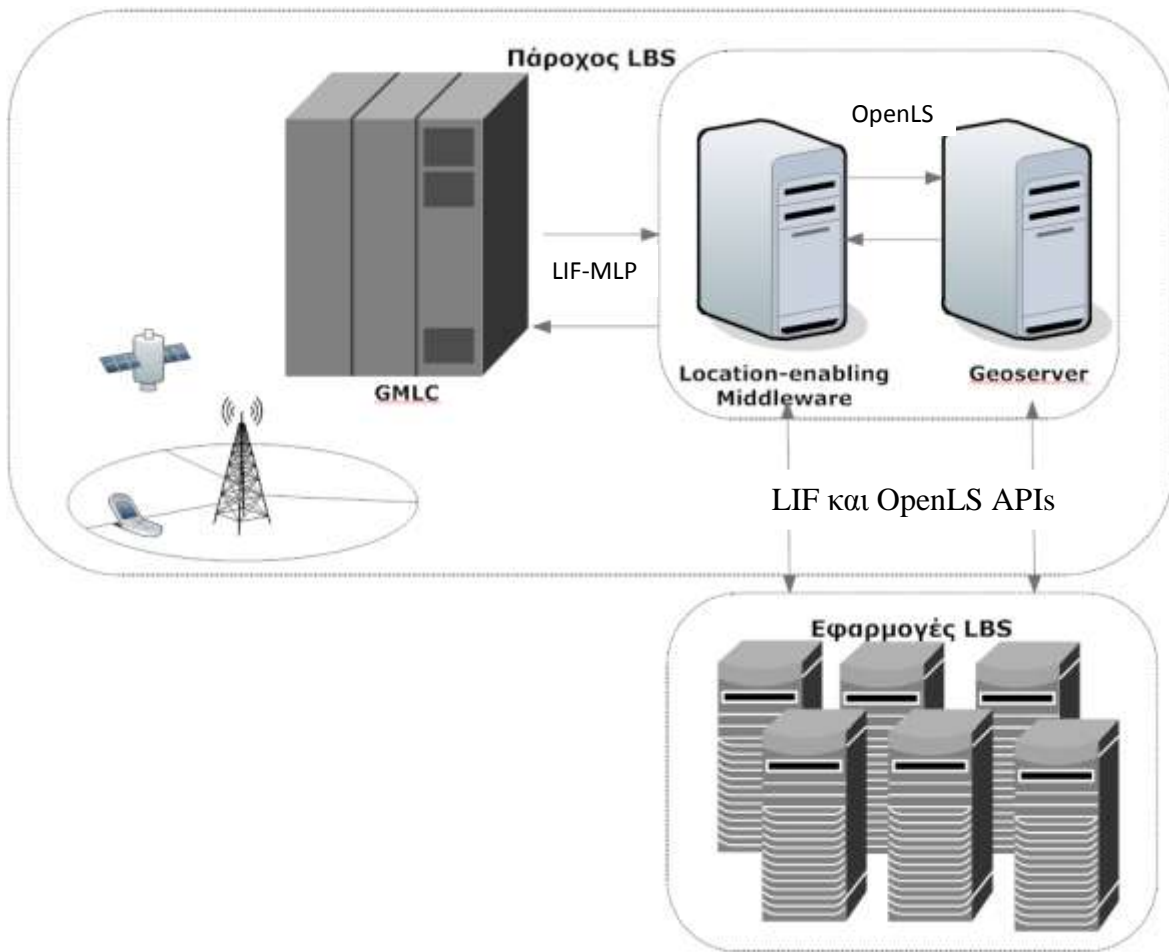 Πάροχος LBS
OpenLS
LIF-MLP
GMLC
Location-enabling
Middleware
Geoserver
LIF και OpenLS APIs
Εφαρμογές LBS